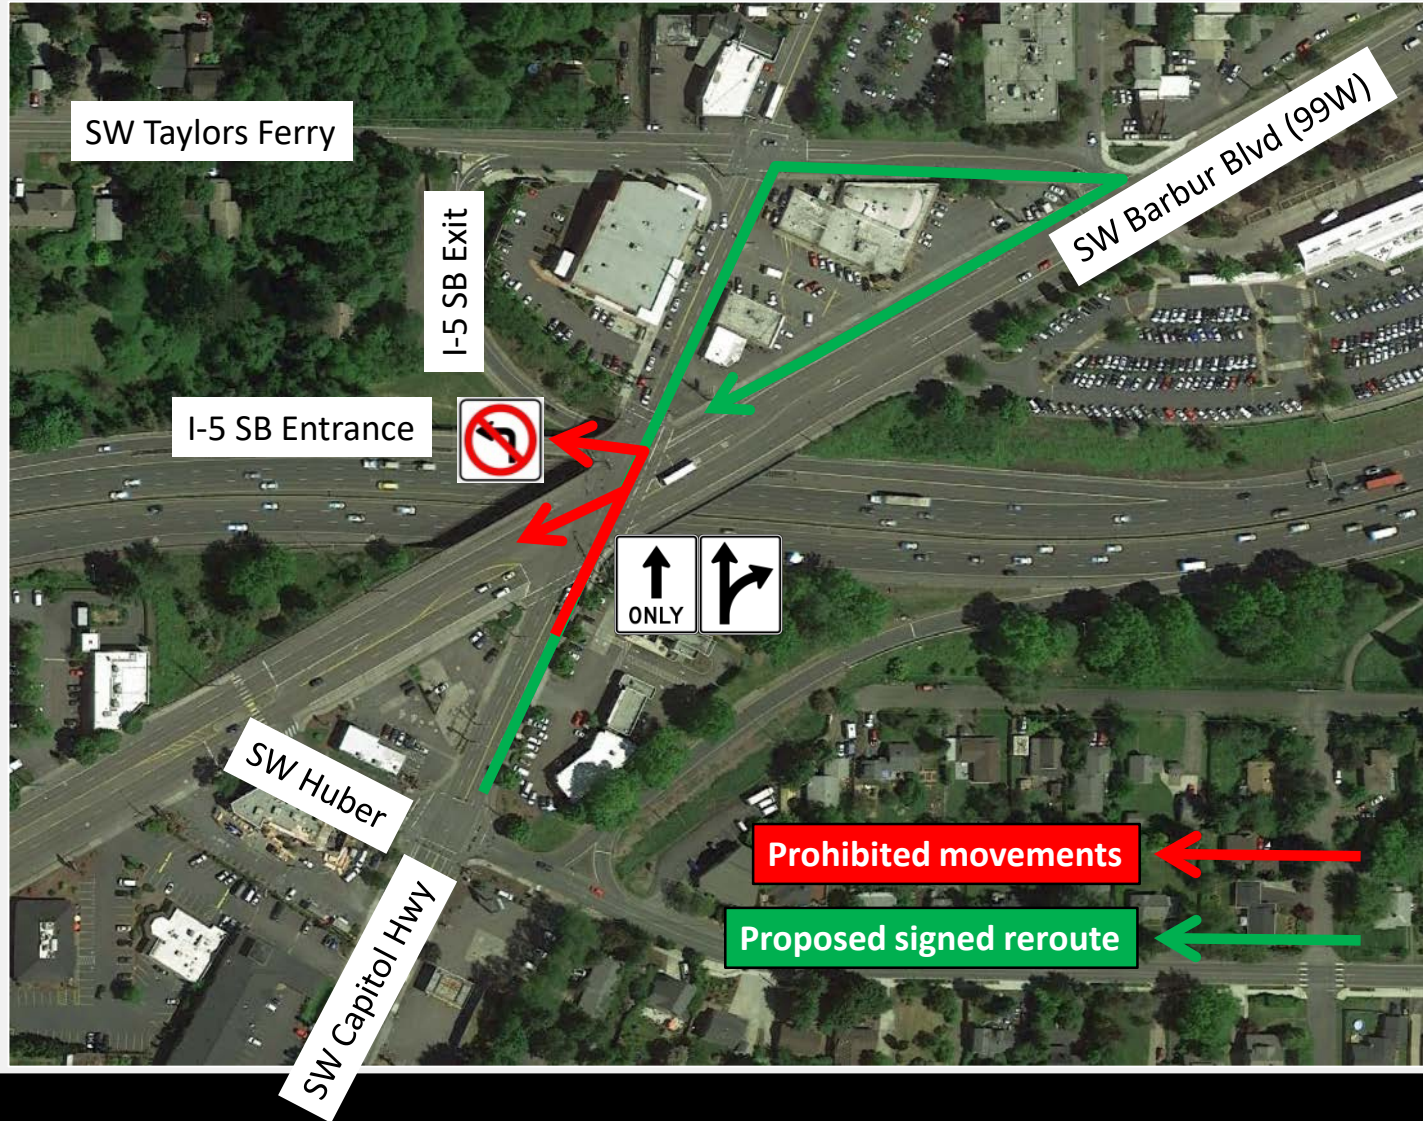 SW Taylors Ferry
SW Barbur Blvd (99W)
I-5 SB Exit
I-5 SB Entrance
ONLY
SW Huber
SW Capitol Hwy
Prohibited movements
Proposed signed reroute